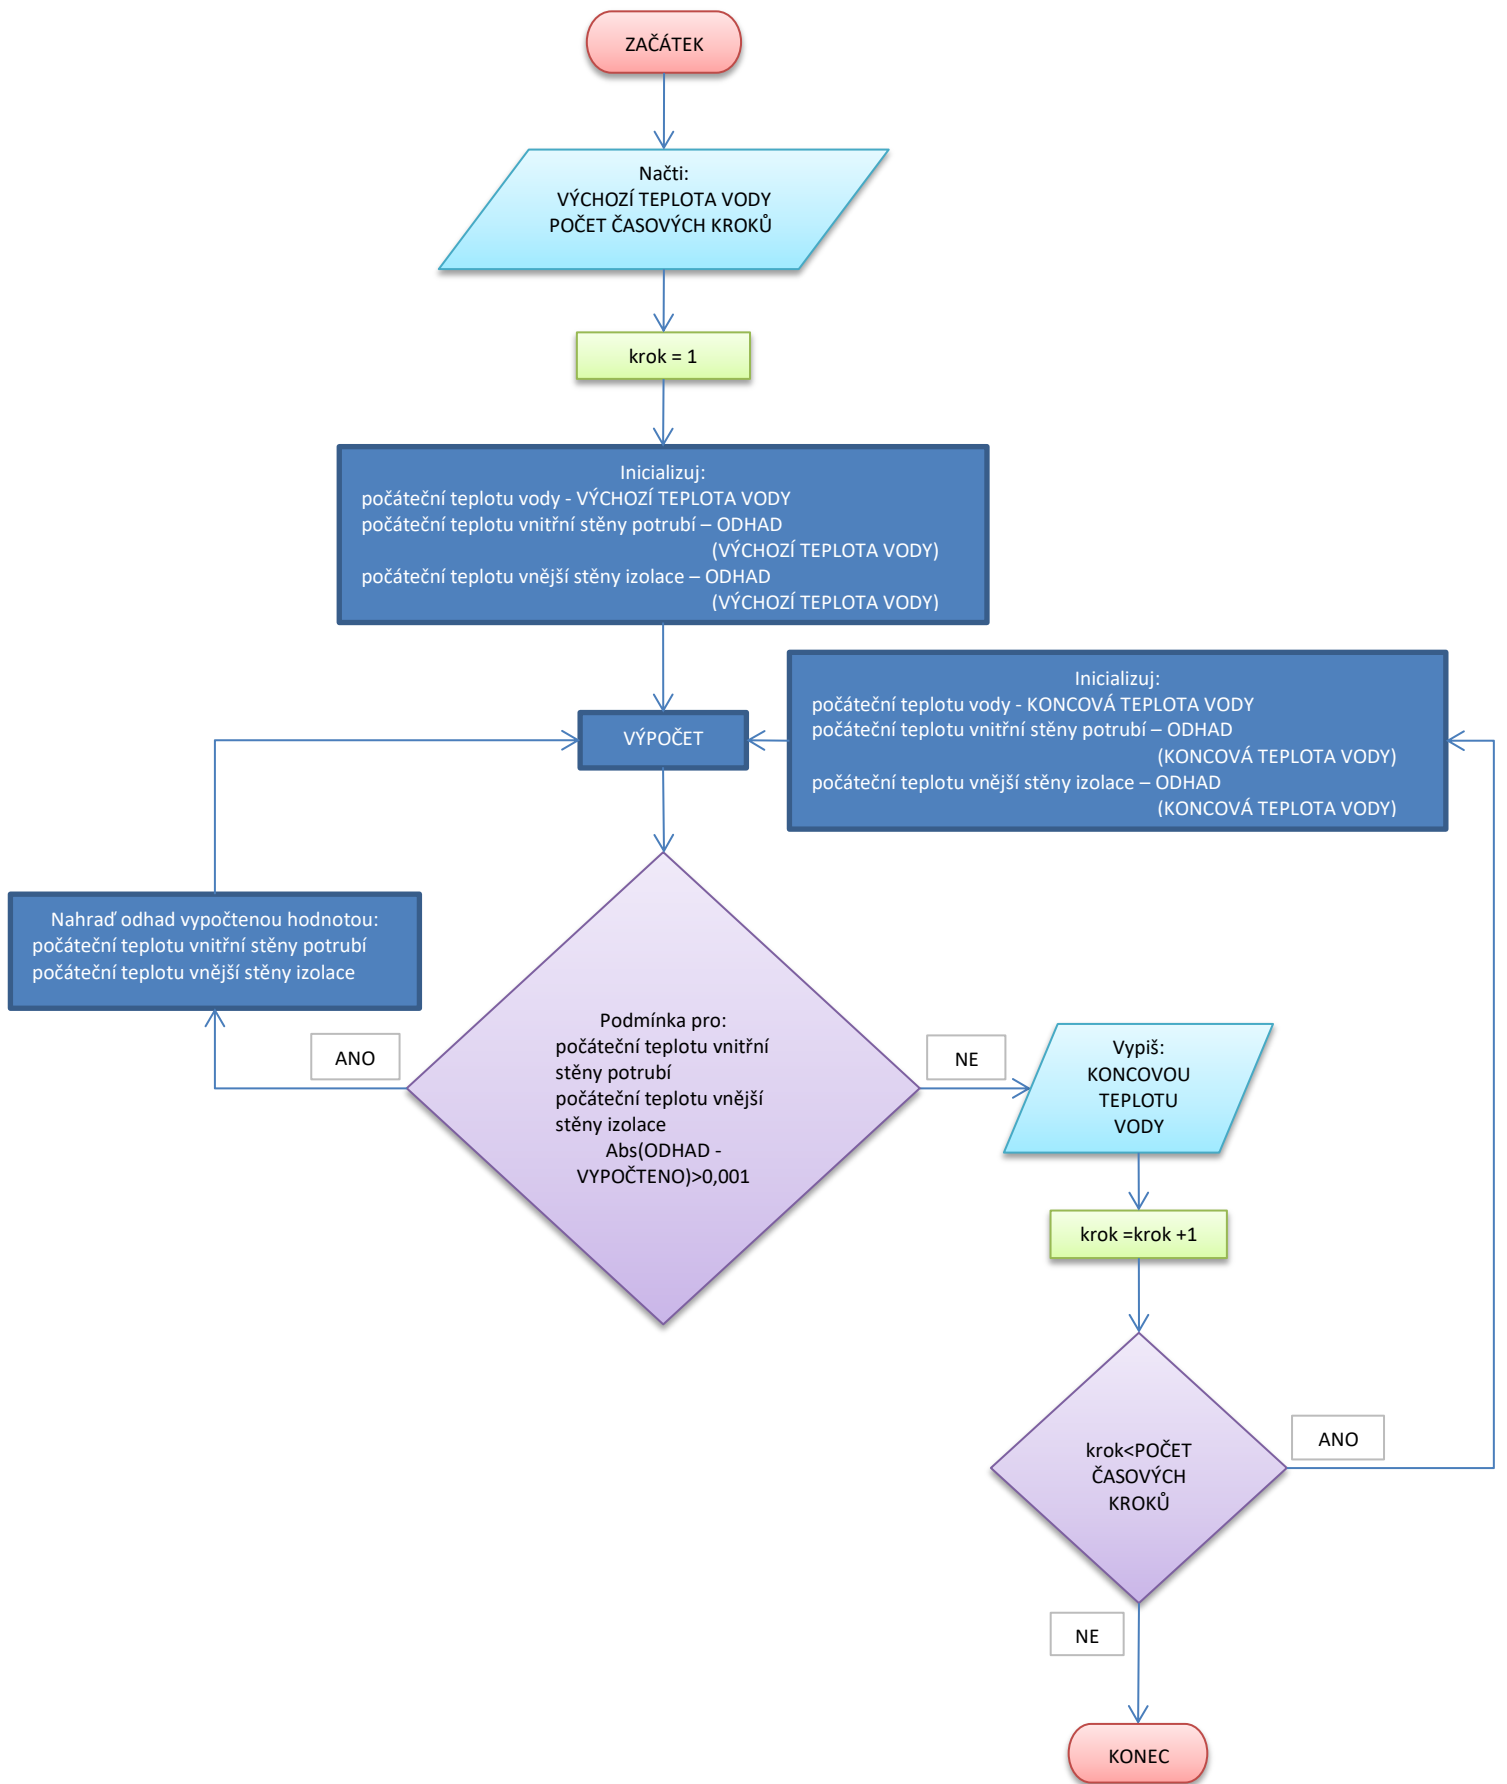 ZAČÁTEK
Načti:
VÝCHOZÍ TEPLOTA VODY
POČET ČASOVÝCH KROKŮ
krok = 1
Inicializuj:
počáteční teplotu vody - VÝCHOZÍ TEPLOTA VODY
počáteční teplotu vnitřní stěny potrubí – ODHAD
(VÝCHOZÍ TEPLOTA VODY)
počáteční teplotu vnější stěny izolace – ODHAD
(VÝCHOZÍ TEPLOTA VODY)
Inicializuj:
počáteční teplotu vody - KONCOVÁ TEPLOTA VODY
počáteční teplotu vnitřní stěny potrubí – ODHAD
(KONCOVÁ TEPLOTA VODY)
počáteční teplotu vnější stěny izolace – ODHAD
(KONCOVÁ TEPLOTA VODY)
VÝPOČET
Nahraď odhad vypočtenou hodnotou:
počáteční teplotu vnitřní stěny potrubí
počáteční teplotu vnější stěny izolace
ANO
Podmínka pro:
počáteční teplotu vnitřní
stěny potrubí
počáteční teplotu vnější
stěny izolace
Abs(ODHAD -
VYPOČTENO)>0,001
NE
Vypiš:
KONCOVOU
TEPLOTU
VODY
krok =krok +1
krok<POČET
ČASOVÝCH
KROKŮ
ANO
NE
KONEC